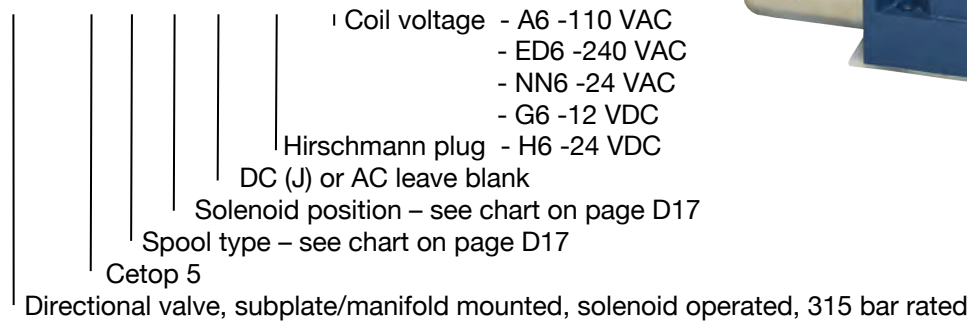 Coil voltage - A6 -110 VAC
- ED6 -240 VAC
- NN6 -24 VAC
- G6 -12 VDC
Hirschmann plug - H6 -24 VDC
DC (J) or AC leave blank
Solenoid position – see chart on page D17
Spool type – see chart on page D17
Cetop 5
Directional valve, subplate/manifold mounted, solenoid operated, 315 bar rated